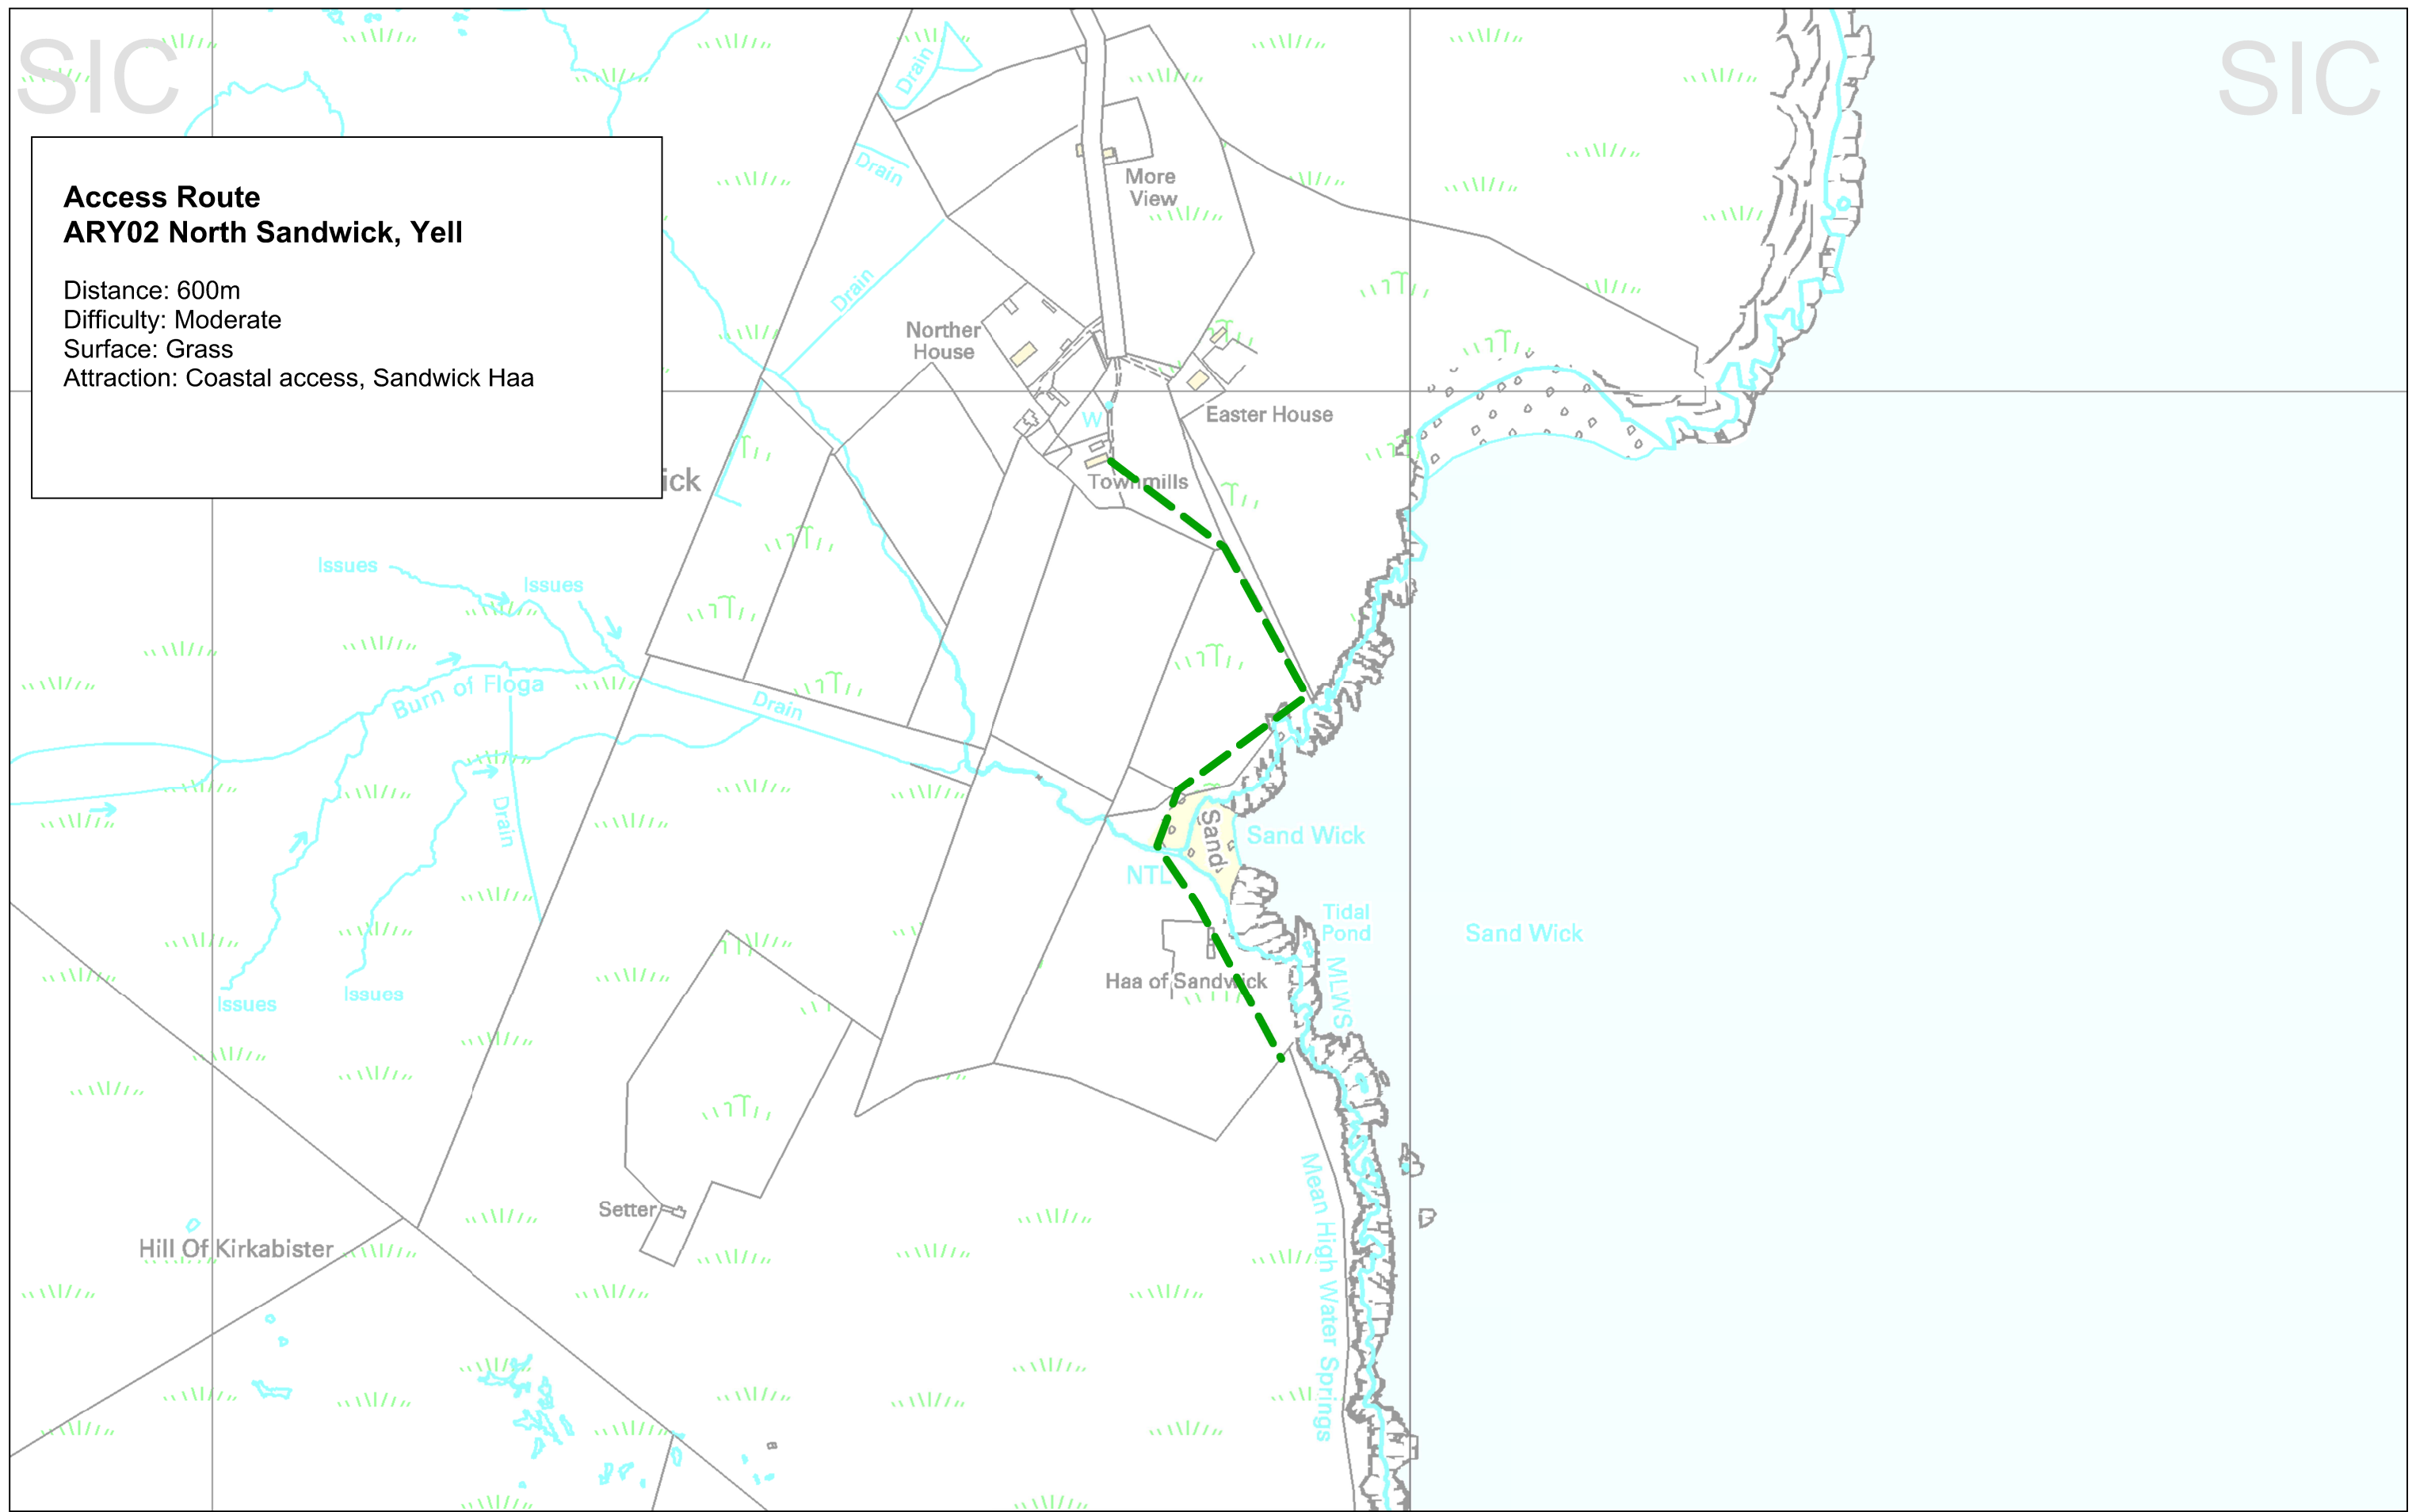 SIC
SIC
Access Route
ARY02 North Sandwick, Yell
Distance: 600m
Difficulty: Moderate
Surface: Grass
Attraction: Coastal access, Sandwick Haa
Drain
Drain
More
View
Drain
Norther
House
W
Easter House
ick
Townmills
Issues
Issues
Burn of Floga
Drain
Drain
Sand
Sand Wick
NTL
Tidal
Pond
Sand Wick
Haa of Sandwick
MLWS
Issues
Issues
Mean High Water Springs
Setter
Hill Of Kirkabister